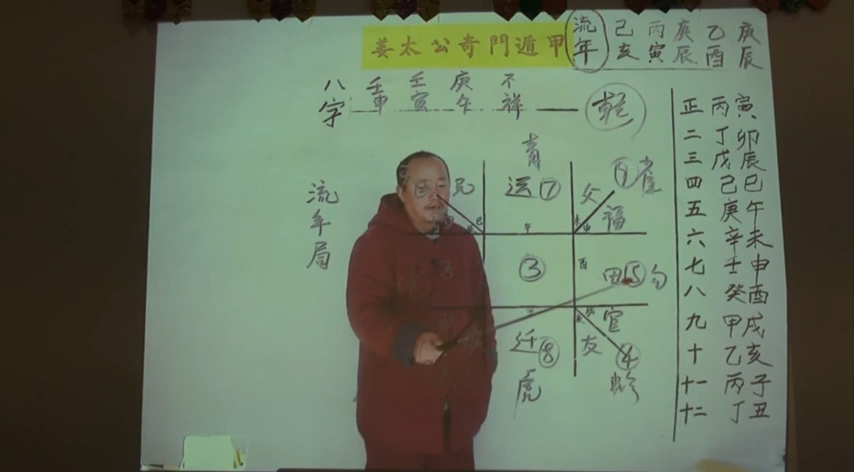 姜太公奇門遁甲
流年 己亥 丙寅 庚辰 乙酉 庚辰
八字 壬申 壬寅 庚午 不祥 乾
流年局
青
兄 运 ⑦ 父 雀
福
③ 田 ⑤ 勾
迁 ⑧ 友 官 ④
虎 蛇
正 丙寅
二 丁卯
三 戊辰
四 己巳
五 庚午
六 辛未
七 壬申
八 癸酉
九 甲戌
十 乙亥
十一 丙子
十二 丁丑